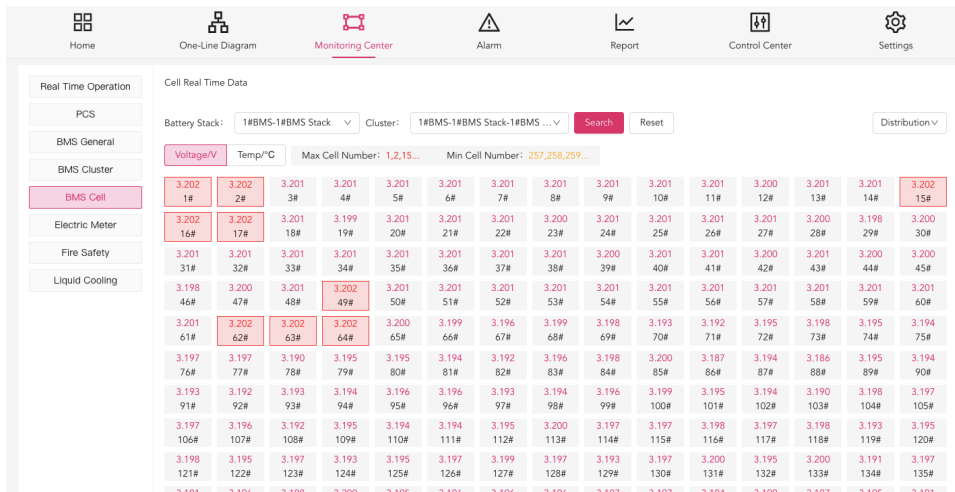 Home One-Line Diagram Monitoring Center Alarm Report Control Center Settings
Real Time Operation
PCS
BMS General
BMS Cluster
BMS Cell
Electric Meter
Fire Safety
Liquid Cooling
Cell Real Time Data
Battery Stack: 1#BMS-1#BMS Stack Cluster: 1#BMS-1#BMS Stack-1#BMS ... Search Reset Distribution
Voltage/V Temp/°C Max Cell Number: 1,2,15... Min Cell Number: 257,258,259...
3.202 3.202 3.201 3.201 3.201 3.201 3.201 3.201 3.201 3.201 3.201 3.200 3.201 3.201 3.202
1# 2# 3# 4# 5# 6# 7# 8# 9# 10# 11# 12# 13# 14# 15#
3.202 3.202 3.201 3.199 3.201 3.201 3.201 3.200 3.201 3.201 3.201 3.201 3.200 3.198 3.200
16# 17# 18# 19# 20# 21# 22# 23# 24# 25# 26# 27# 28# 29# 30#
3.201 3.201 3.201 3.201 3.201 3.201 3.201 3.201 3.200 3.201 3.201 3.200 3.201 3.200 3.200
31# 32# 33# 34# 35# 36# 37# 38# 39# 40# 41# 42# 43# 44# 45#
3.198 3.200 3.201 3.202 3.201 3.201 3.201 3.201 3.201 3.201 3.201 3.201 3.201 3.201 3.201
46# 47# 48# 49# 50# 51# 52# 53# 54# 55# 56# 57# 58# 59# 60#
3.201 3.202 3.202 3.202 3.200 3.199 3.196 3.199 3.198 3.193 3.192 3.195 3.198 3.195 3.194
61# 62# 63# 64# 65# 66# 67# 68# 69# 70# 71# 72# 73# 74# 75#
3.197 3.197 3.190 3.195 3.195 3.194 3.192 3.196 3.198 3.200 3.187 3.194 3.186 3.195 3.194
76# 77# 78# 79# 80# 81# 82# 83# 84# 85# 86# 87# 88# 89# 90#
3.193 3.192 3.193 3.194 3.196 3.196 3.193 3.194 3.196 3.199 3.195 3.194 3.190 3.198 3.197
91# 92# 93# 94# 95# 96# 97# 98# 99# 100# 101# 102# 103# 104# 105#
3.197 3.196 3.192 3.195 3.194 3.194 3.195 3.200 3.197 3.197 3.198 3.197 3.198 3.193 3.195
106# 107# 108# 109# 110# 111# 112# 113# 114# 115# 116# 117# 118# 119# 120#
3.198 3.195 3.197 3.193 3.195 3.197 3.199 3.197 3.193 3.197 3.200 3.195 3.200 3.191 3.197
121# 122# 123# 124# 125# 126# 127# 128# 129# 130# 131# 132# 133# 134# 135#